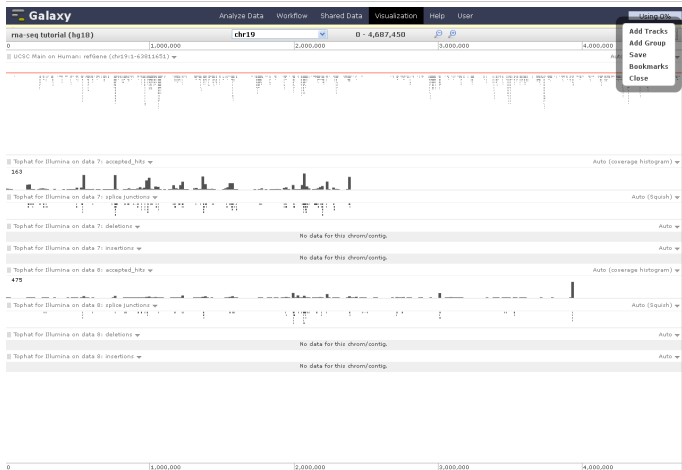 Galaxy Analyze Data Workflow Shared Data Visualization Help User Using 0%
rna-seq tutorial (hg18) chr19 0 - 4,687,450
Add Tracks
Add Group
Save
Bookmarks
Close
0 1,000,000 2,000,000 3,000,000 4,000,000
UCSC Main on Human: refGene (chr19:1-63811651)
Tophat for Illumina on data 7: accepted_hits Auto (coverage histogram)
163
Tophat for Illumina on data 7: splice junctions Auto (Squish)
Tophat for Illumina on data 7: deletions Auto
No data for this chrom/contig.
Tophat for Illumina on data 7: insertions Auto
No data for this chrom/contig.
Tophat for Illumina on data 8: accepted_hits Auto (coverage histogram)
475
Tophat for Illumina on data 8: splice junctions Auto (Squish)
Tophat for Illumina on data 8: deletions Auto
No data for this chrom/contig.
Tophat for Illumina on data 8: insertions Auto
No data for this chrom/contig.
0 1,000,000 2,000,000 3,000,000 4,000,000